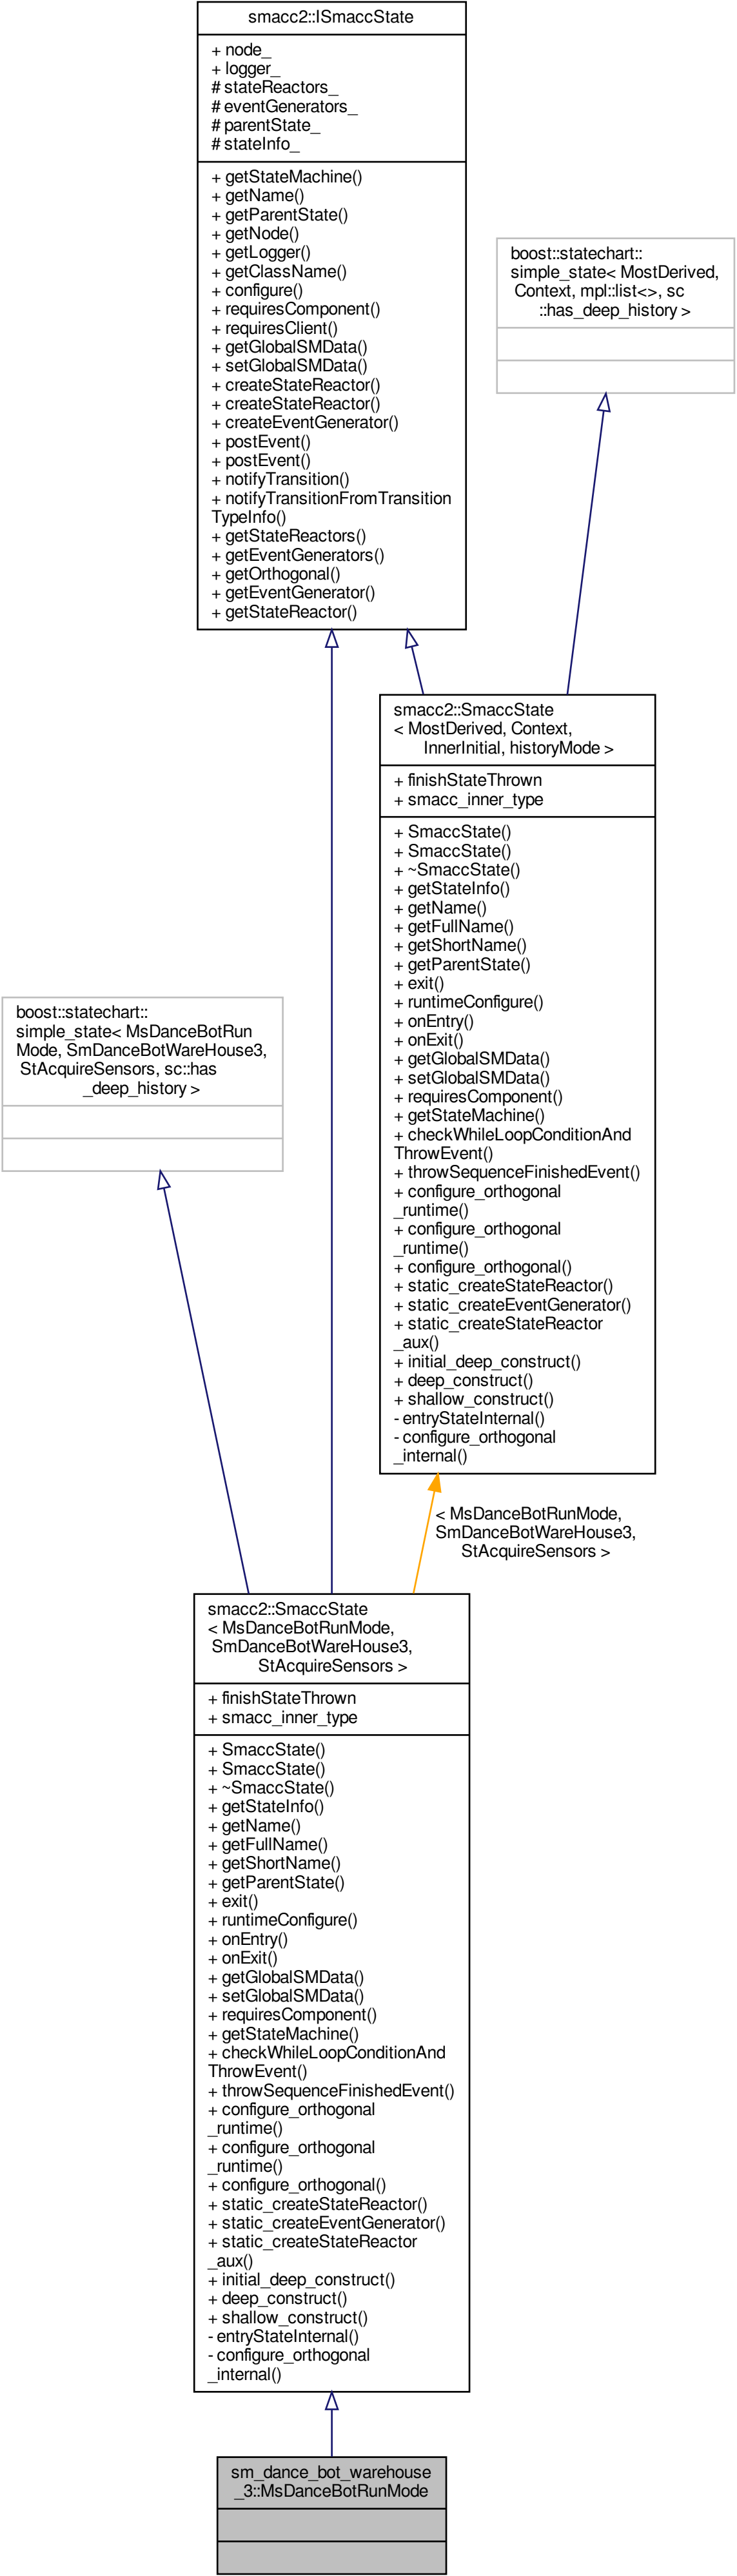 smacc2::ISmaccState
+ node_
+ logger_
# stateReactors_
# eventGenerators_
# parentState_
# stateInfo_
+ getStateMachine()
+ getName()
+ getParentState()
+ getNode()
+ getLogger()
+ getClassName()
+ configure()
+ requiresComponent()
+ requiresClient()
+ getGlobalSMData()
+ setGlobalSMData()
+ createStateReactor()
+ createStateReactor()
+ createEventGenerator()
+ postEvent()
+ postEvent()
+ notifyTransition()
+ notifyTransitionFromTransition
TypeInfo()
+ getStateReactors()
+ getEventGenerators()
+ getOrthogonal()
+ getEventGenerator()
+ getStateReactor()
boost::statechart::
simple_state< MostDerived,
Context, mpl::list<>, sc
::has_deep_history >
smacc2::SmaccState
< MostDerived, Context,
InnerInitial, historyMode >
+ finishStateThrown
+ smacc_inner_type
+ SmaccState()
+ SmaccState()
+ ~SmaccState()
+ getStateInfo()
+ getName()
+ getFullName()
+ getShortName()
+ getParentState()
+ exit()
+ runtimeConfigure()
+ onEntry()
+ onExit()
+ getGlobalSMData()
+ setGlobalSMData()
+ requiresComponent()
+ getStateMachine()
+ checkWhileLoopConditionAnd
ThrowEvent()
+ throwSequenceFinishedEvent()
+ configure_orthogonal
_runtime()
+ configure_orthogonal
_runtime()
+ configure_orthogonal()
+ static_createStateReactor()
+ static_createEventGenerator()
+ static_createStateReactor
_aux()
+ initial_deep_construct()
+ deep_construct()
+ shallow_construct()
- entryStateInternal()
- configure_orthogonal
_internal()
boost::statechart::
simple_state< MsDanceBotRun
Mode, SmDanceBotWareHouse3,
StAcquireSensors, sc::has
_deep_history >
< MsDanceBotRunMode,
SmDanceBotWareHouse3,
StAcquireSensors >
smacc2::SmaccState
< MsDanceBotRunMode,
SmDanceBotWareHouse3,
StAcquireSensors >
+ finishStateThrown
+ smacc_inner_type
+ SmaccState()
+ SmaccState()
+ ~SmaccState()
+ getStateInfo()
+ getName()
+ getFullName()
+ getShortName()
+ getParentState()
+ exit()
+ runtimeConfigure()
+ onEntry()
+ onExit()
+ getGlobalSMData()
+ setGlobalSMData()
+ requiresComponent()
+ getStateMachine()
+ checkWhileLoopConditionAnd
ThrowEvent()
+ throwSequenceFinishedEvent()
+ configure_orthogonal
_runtime()
+ configure_orthogonal
_runtime()
+ configure_orthogonal()
+ static_createStateReactor()
+ static_createEventGenerator()
+ static_createStateReactor
_aux()
+ initial_deep_construct()
+ deep_construct()
+ shallow_construct()
- entryStateInternal()
- configure_orthogonal
_internal()
sm_dance_bot_warehouse
_3::MsDanceBotRunMode